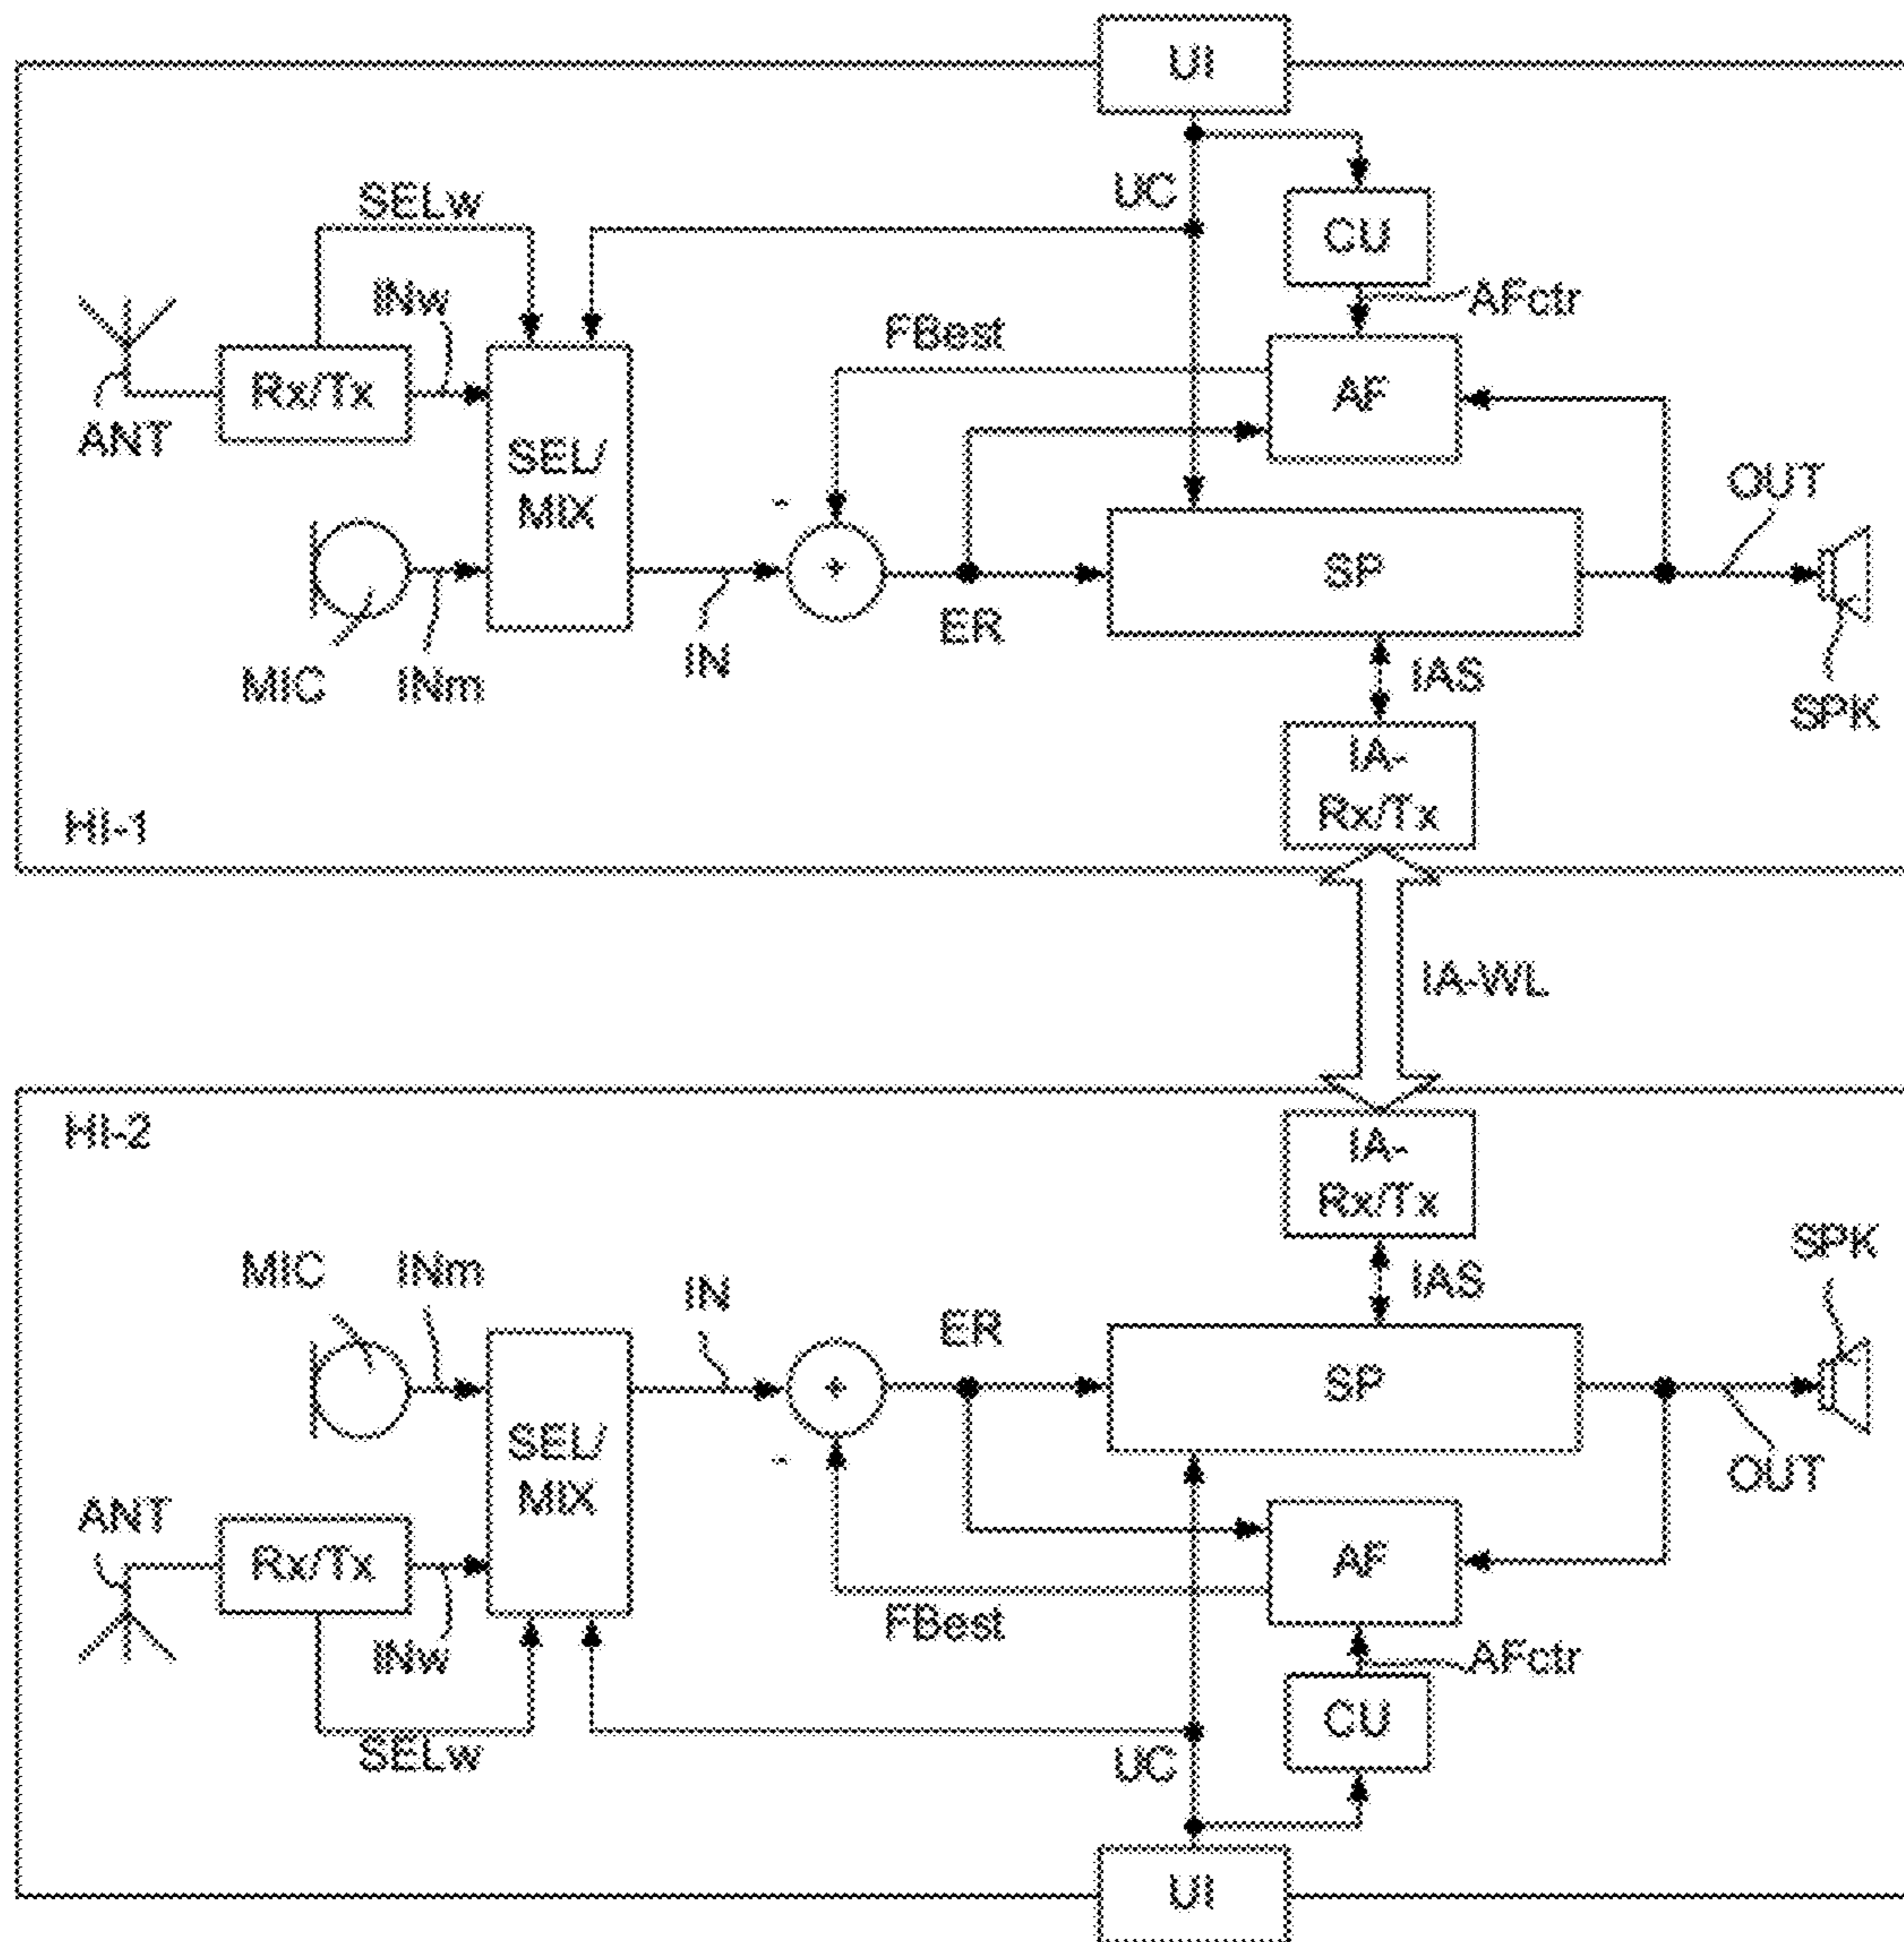 UI
UC
CU
SELw
INw
AFctr
FBest
Rx/Tx
AF
ANT
SEL/
MIX
OUT
-
+
SP
ER
IN
MIC
INm
IAS
SPK
IA-
Rx/Tx
HI-1
IA-WL
HI-2
IA-
Rx/Tx
SPK
MIC
INm
IN
IAS
ER
+
SP
SEL/
MIX
-
OUT
ANT
Rx/Tx
AF
INw
FBest
AFctr
CU
SELw
UC
UI